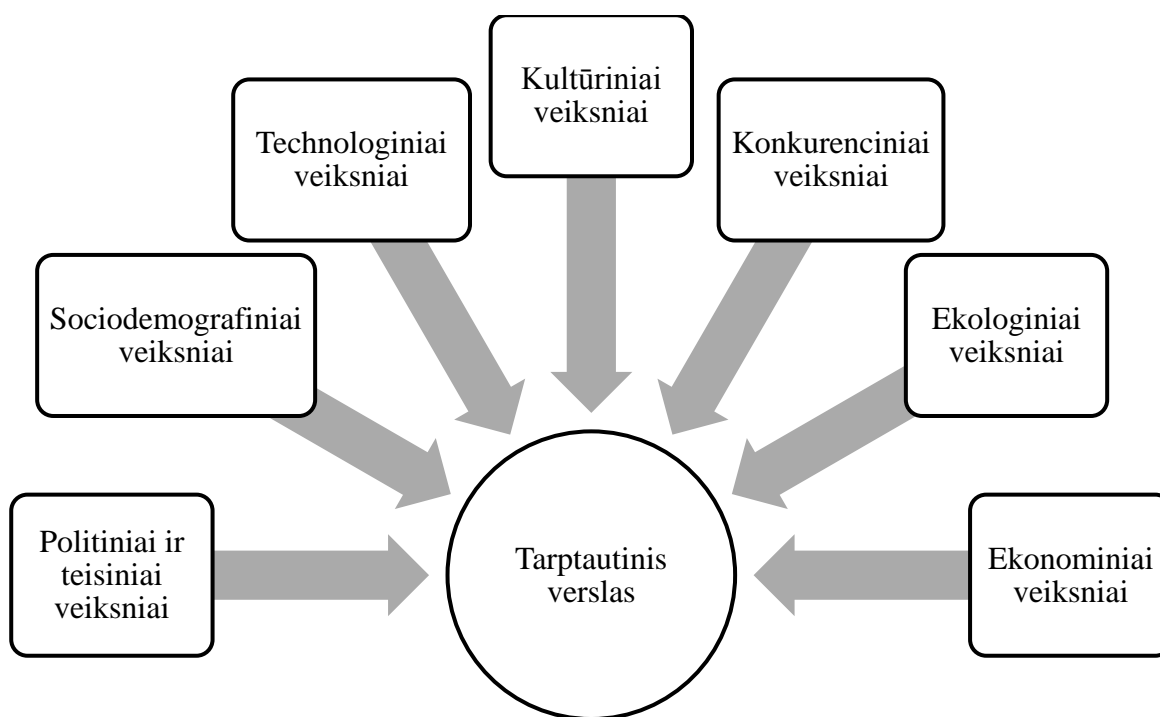 Kultūriniai
veiksniai
Technologiniai
veiksniai
Konkurenciniai
veiksniai
Sociodemografiniai
veiksniai
Ekologiniai
veiksniai
Politiniai ir
teisiniai
veiksniai
Tarptautinis
verslas
Ekonominiai
veiksniai